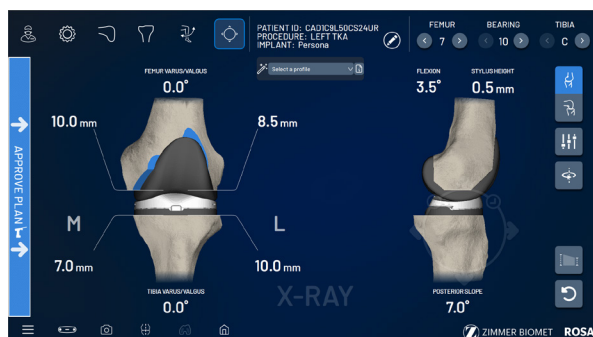 PATIENT ID: CAD1C9L50CS24UR
PROCEDURE: LEFT TKA
IMPLANT: Persona
FEMUR
7
BEARING
10
TIBIA
C
Select a profile
FEMUR VARUS/VALGUS
0.0°
FLEXION
3.5°
STYLUS HEIGHT
0.5 mm
10.0 mm
8.5 mm
APPROVE PLAN
M
L
7.0 mm
10.0 mm
TIBIA VARUS/VALGUS
0.0°
X-RAY
POSTERIOR SLOPE
7.0°
ZIMMER BIOMET
ROSA